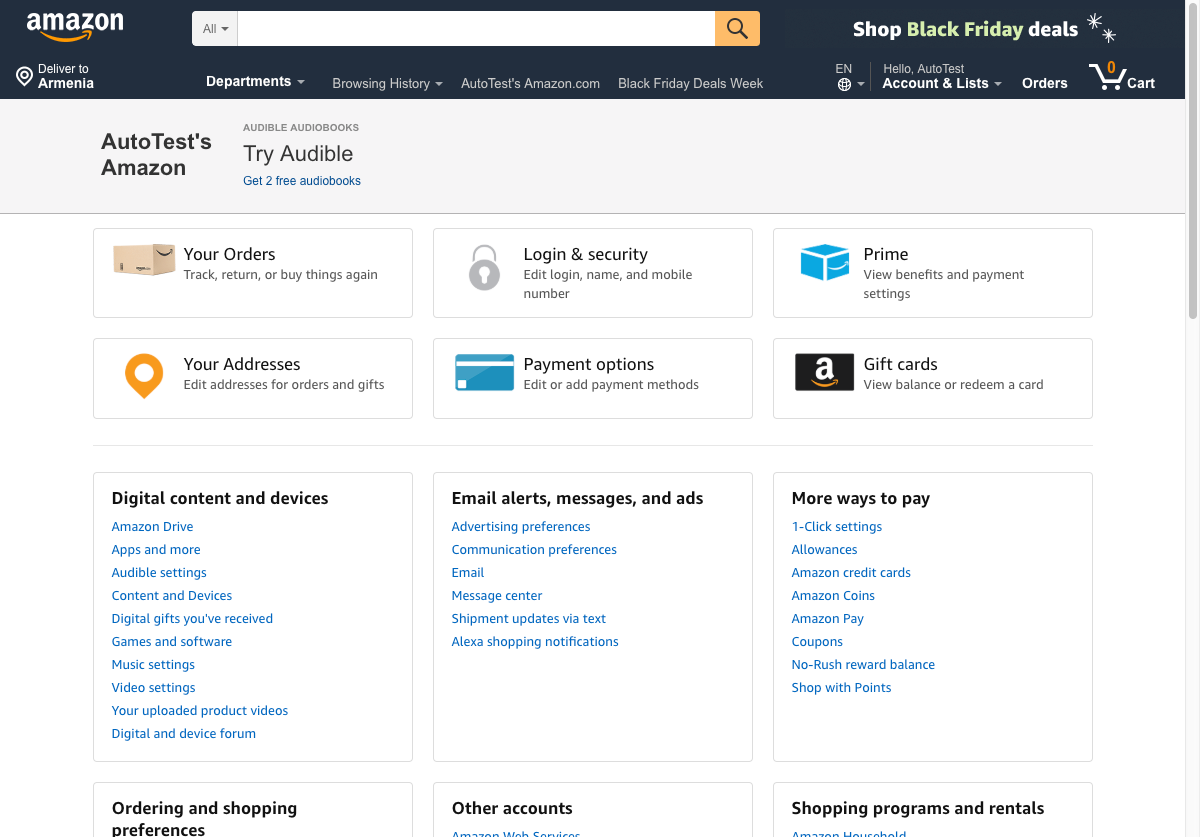 amazon
All
Shop Black Friday deals
Deliver to
Armenia
Departments
Browsing History
AutoTest's Amazon.com
Black Friday Deals Week
EN
Hello, AutoTest
Account & Lists
Orders
0
Cart
AutoTest's
Amazon
AUDIBLE AUDIOBOOKS
Try Audible
Get 2 free audiobooks
Your Orders
Track, return, or buy things again
Login & security
Edit login, name, and mobile
number
Prime
View benefits and payment
settings
Your Addresses
Edit addresses for orders and gifts
Payment options
Edit or add payment methods
a
Gift cards
View balance or redeem a card
Digital content and devices
Amazon Drive
Apps and more
Audible settings
Content and Devices
Digital gifts you've received
Games and software
Music settings
Video settings
Your uploaded product videos
Digital and device forum
Email alerts, messages, and ads
Advertising preferences
Communication preferences
Email
Message center
Shipment updates via text
Alexa shopping notifications
More ways to pay
1-Click settings
Allowances
Amazon credit cards
Amazon Coins
Amazon Pay
Coupons
No-Rush reward balance
Shop with Points
Ordering and shopping
preferences
Other accounts
Amazon Web Services
Shopping programs and rentals
Amazon Household